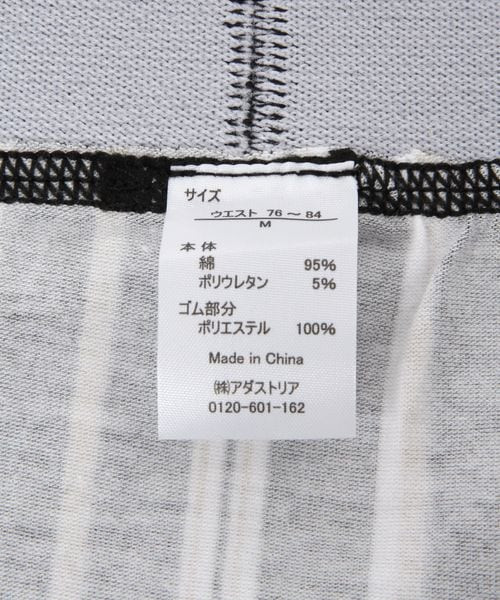 サイズ
ウエスト 76～84
M
本体
綿 95%
ポリウレタン 5%
ゴム部分
ポリエステル 100%
Made in China
㈱アダストリア
0120-601-162